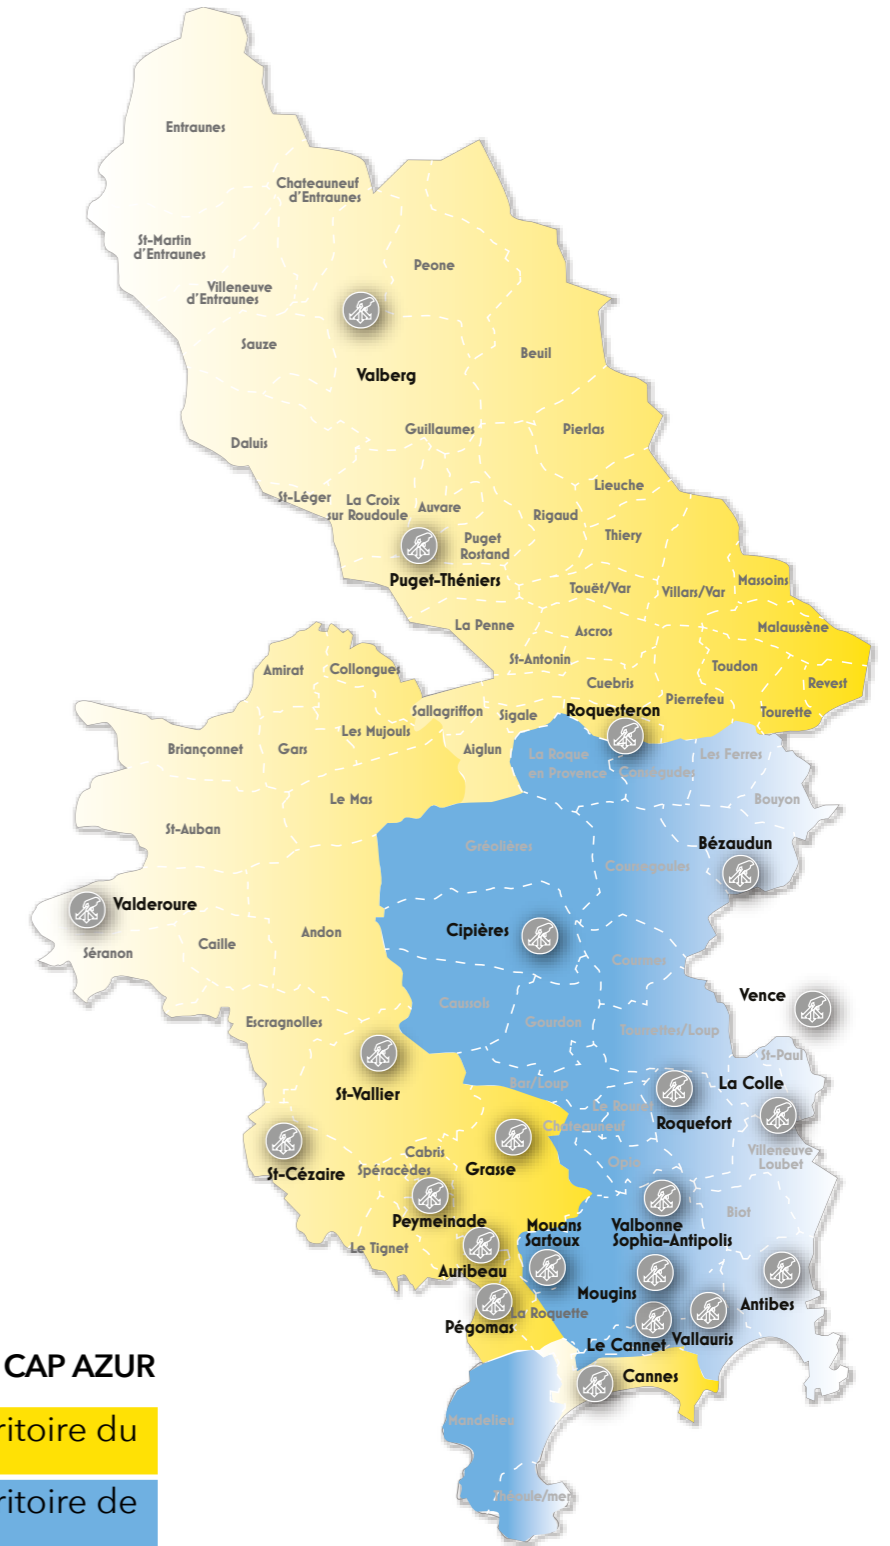 Entraunes
Chateauneuf
d'Entraunes
St-Martin
d'Entraunes
Peone
Villeneuve
d'Entraunes
Sauze
Beuil
Valberg
Guillaumes
Pierlas
Daluis
Lieuche
St-Léger
La Croix
sur Roudoule
Auvare
Rigaud
Thiery
Puget
Rostand
Puget-Théniers
Touët/Var
Villars/Var
Massoins
La Penne
Ascros
Malaussène
St-Antonin
Toudon
Amirat
Collongues
Cuebris
Revest
Pierrefeu
Sallagriffon
Sigale
Roquesteron
Tourette
Les Mujouls
Briançonnet
Gars
Aiglun
La Roque
en Provence
Conségudes
Les Ferres
Le Mas
Bouyon
St-Auban
Gréolières
Bézaudun
Coursegoules
Valderoure
Andon
Cipières
Caille
Séranon
Courmes
Vence
Caussols
Escragnolles
Gourdon
Tourrettes/Loup
St-Paul
St-Vallier
Bar/Loup
La Colle
Le Rouret
Roquefort
Chateauneuf
St-Cézaire
Cabris
Spéracèdes
Grasse
Opio
Villeneuve
Loubet
Peymeinade
Mouans
Sartoux
Valbonne
Sophia-Antipolis
Biot
Le Tignet
Auribeau
Mougins
Antibes
Pégomas
La Roquette
Le Cannet
Vallauris
CAP AZUR
Cannes
ritoire du
Mandelieu
ritoire de
Théoule/mer